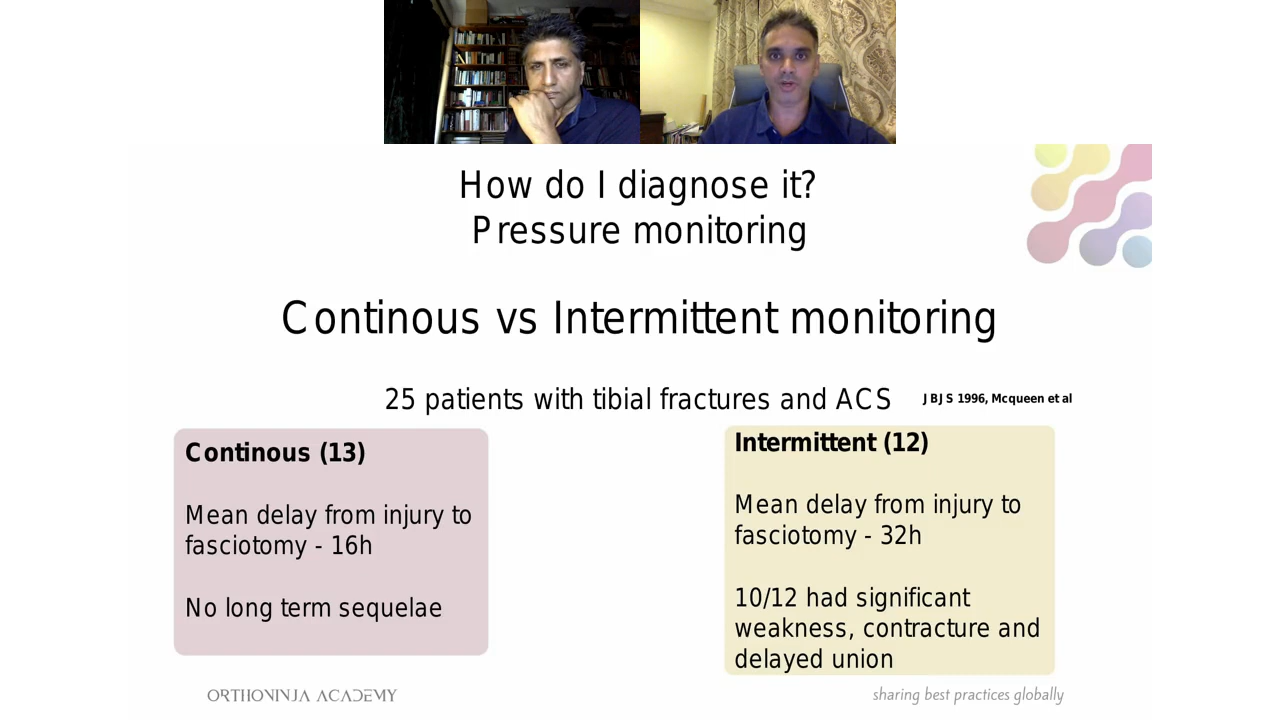 How do I diagnose it?
Pressure monitoring
Continous vs Intermittent monitoring
25 patients with tibial fractures and ACS
JBJS 1996, Mcqueen et al
Continous (13)
Mean delay from injury to
fasciotomy - 16h
No long term sequelae
Intermittent (12)
Mean delay from injury to
fasciotomy - 32h
10/12 had significant
weakness, contracture and
delayed union
ORTHONINJA ACADEMY
sharing best practices globally